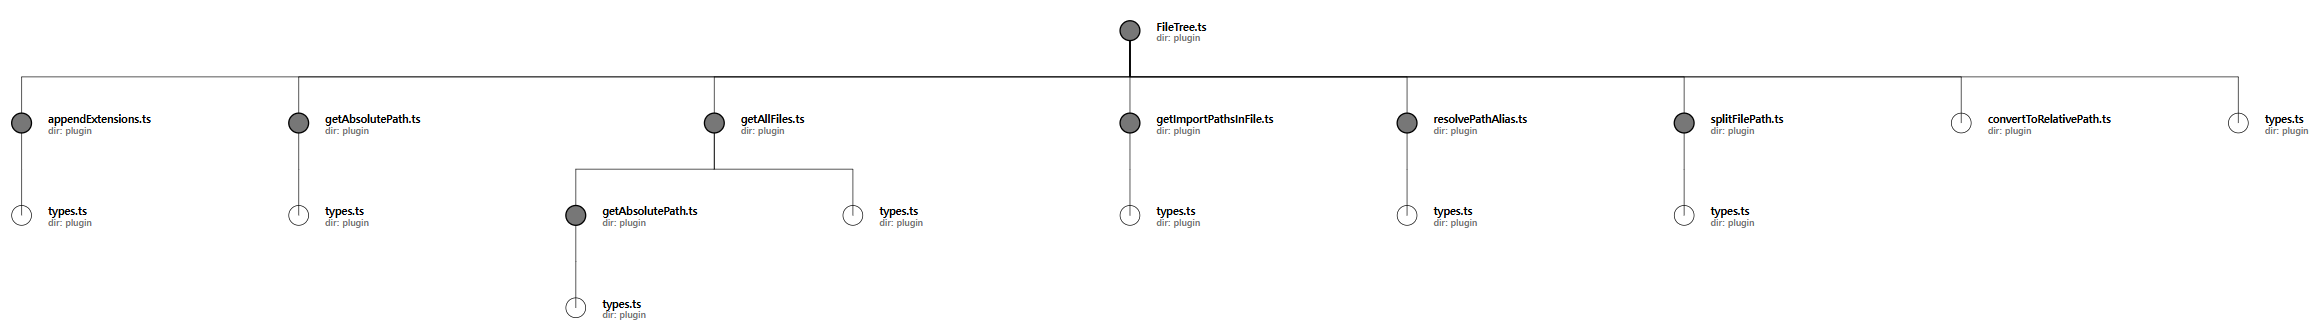 FileTree.ts
dir: plugin
appendExtensions.ts
dir: plugin
getAbsolutePath.ts
dir: plugin
getAllFiles.ts
dir: plugin
getImportPathsInFile.ts
dir: plugin
resolvePathAlias.ts
dir: plugin
splitFilePath.ts
dir: plugin
convertToRelativePath.ts
dir: plugin
types.ts
dir: plugin
types.ts
dir: plugin
types.ts
dir: plugin
getAbsolutePath.ts
dir: plugin
types.ts
dir: plugin
types.ts
dir: plugin
types.ts
dir: plugin
types.ts
dir: plugin
types.ts
dir: plugin